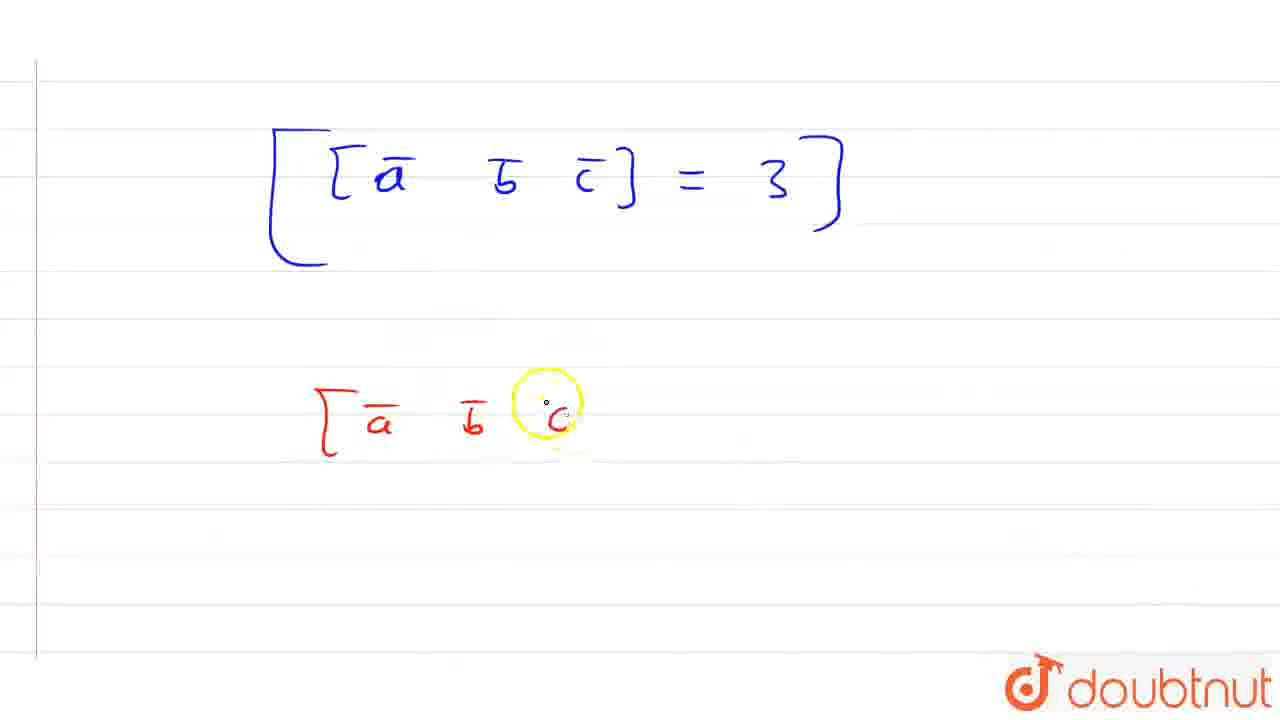 [ [ a̅ b̅ c̅ ] = 3 ]
[ a̅ b̅ c
doubtnut